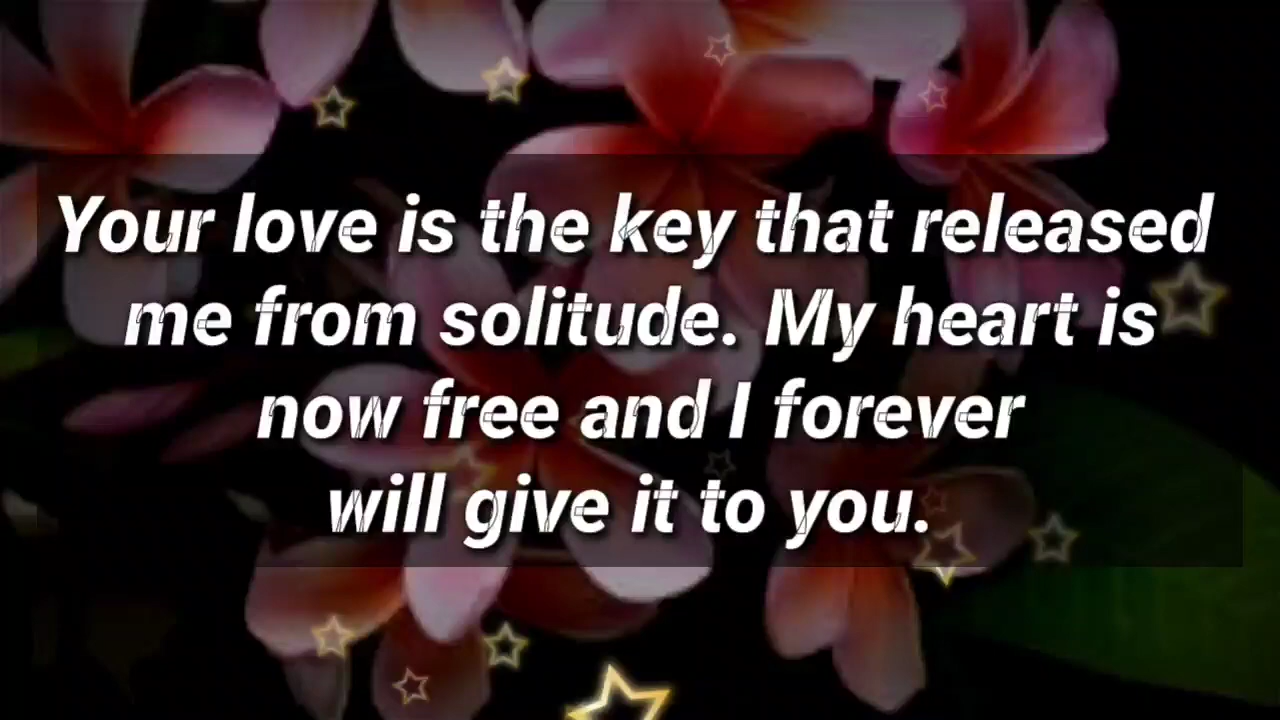 Your love is the key that released
me from solitude. My heart is
now free and I forever
will give it to you.